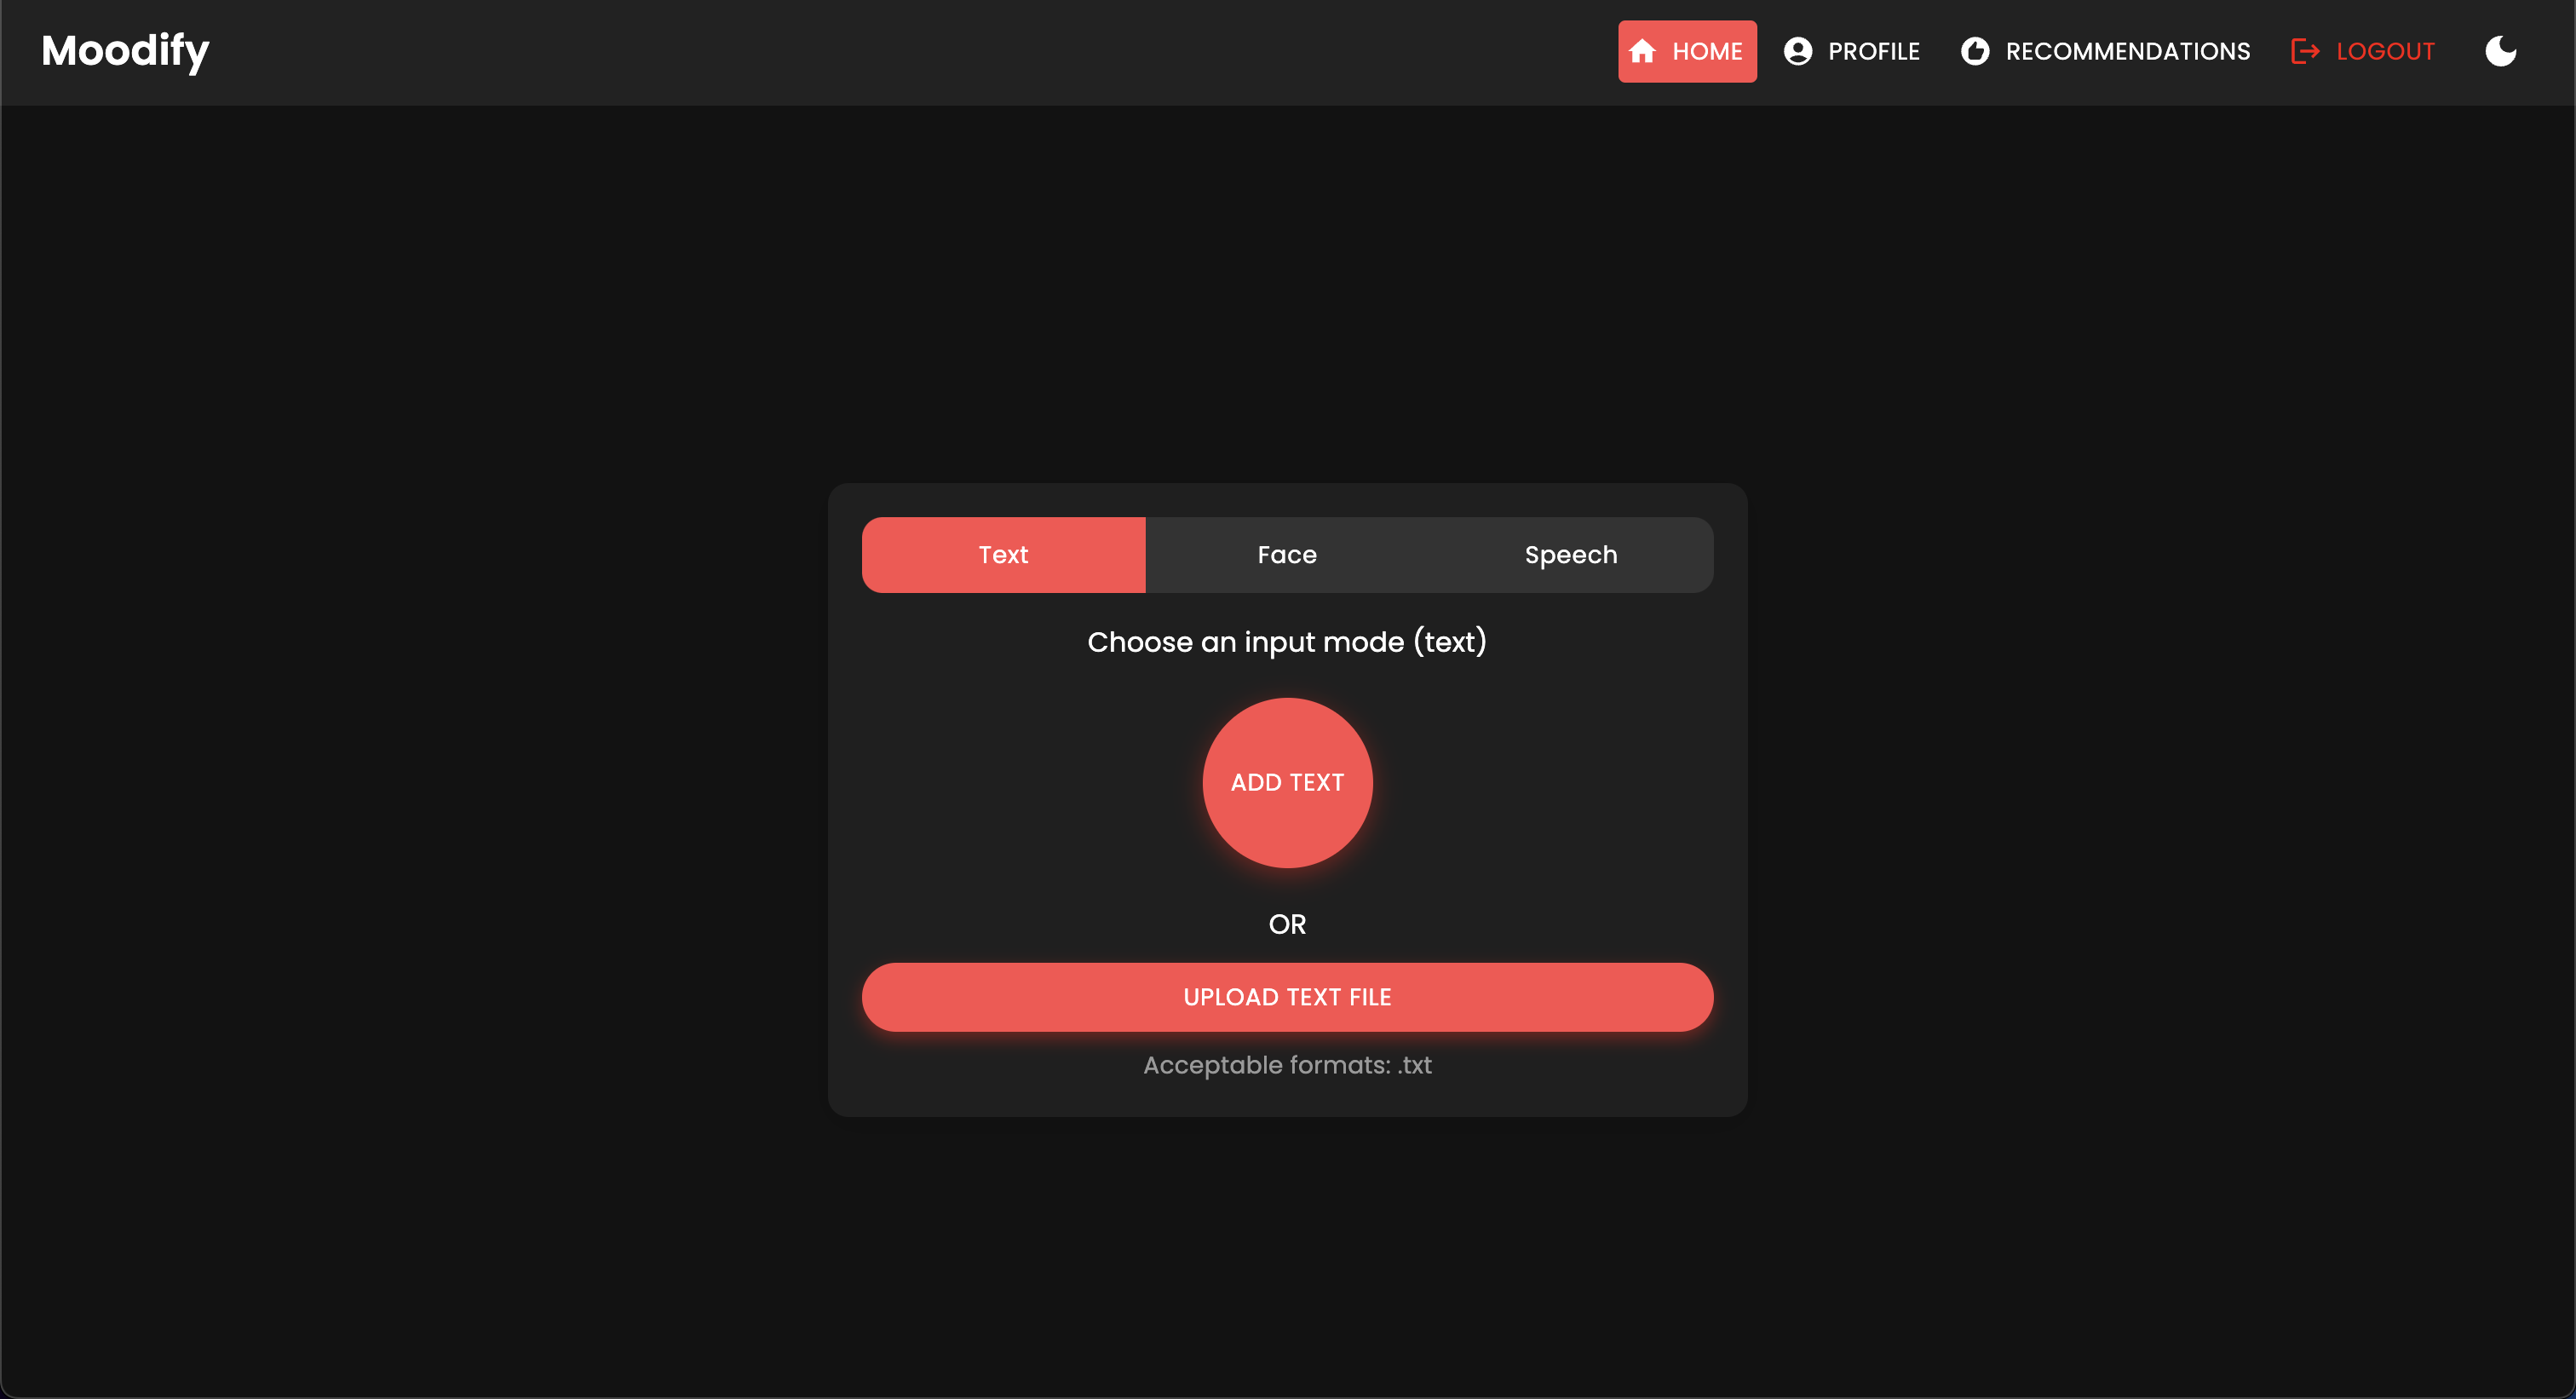 Moodify
HOME
PROFILE
RECOMMENDATIONS
LOGOUT
Text
Face
Speech
Choose an input mode (text)
ADD TEXT
OR
UPLOAD TEXT FILE
Acceptable formats: .txt